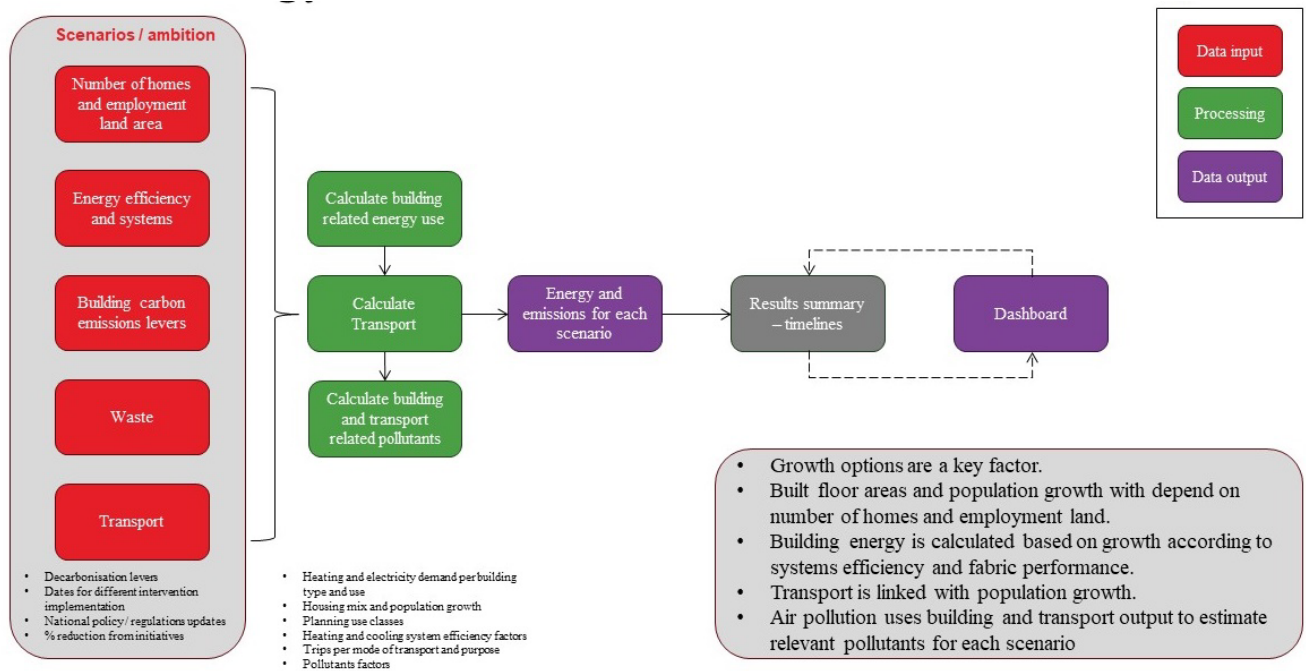 Scenarios / ambition
Number of homes
and employment
land area
Energy efficiency
and systems
Building carbon
emissions levers
Waste
Transport
• Decarbonisation levers
• Dates for different intervention
implementation
• National policy / regulations updates
• % reduction from initiatives
Calculate building
related energy use
Calculate
Transport
Calculate building
and transport
related pollutants
• Heating and electricity demand per building
type and use
• Housing mix and population growth
• Planning use classes
• Heating and cooling system efficiency factors
• Trips per mode of transport and purpose
• Pollutants factors
Energy and
emissions for each
scenario
Results summary
– timelines
Dashboard
Data input
Processing
Data output
• Growth options are a key factor.
• Built floor areas and population growth with depend on
number of homes and employment land.
• Building energy is calculated based on growth according to
systems efficiency and fabric performance.
• Transport is linked with population growth.
• Air pollution uses building and transport output to estimate
relevant pollutants for each scenario